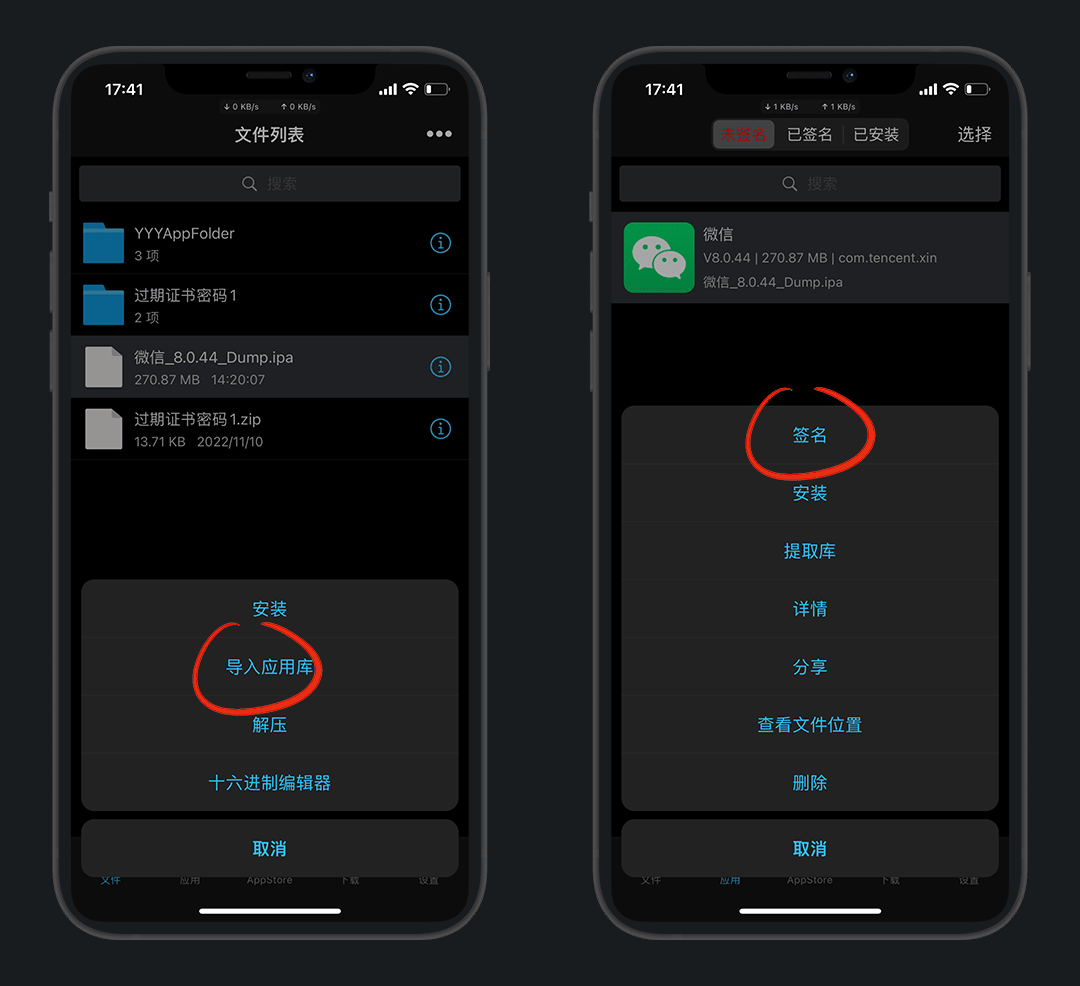 17:41
↓ 0 KB/s ↑ 0 KB/s
文件列表
搜索
YYYAppFolder
3 项
过期证书密码 1
2 项
微信_8.0.44_Dump.ipa
270.87 MB 14:20:07
过期证书密码 1.zip
13.71 KB 2022/11/10
安装
导入应用库
解压
十六进制编辑器
取消
文件 应用 AppStore 下载 设置
17:41
↓ 1 KB/s ↑ 1 KB/s
未签名 已签名 已安装 选择
搜索
微信
V8.0.44 | 270.87 MB | com.tencent.xin
微信_8.0.44_Dump.ipa
签名
安装
提取库
详情
分享
查看文件位置
删除
取消
文件 应用 AppStore 下载 设置